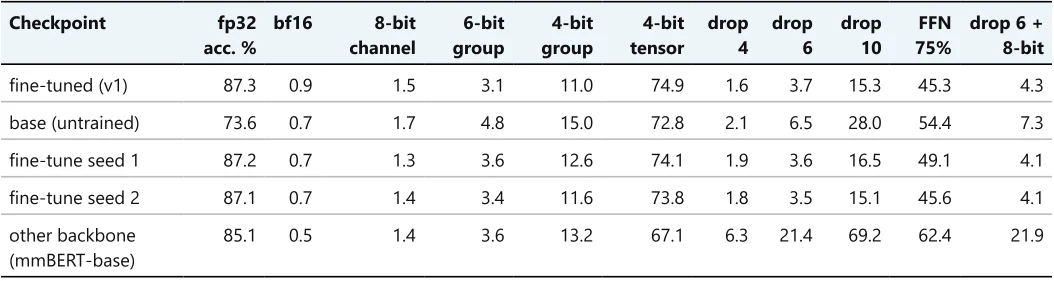 Checkpoint fp32 acc. % bf16 8-bit channel 6-bit group 4-bit group 4-bit tensor drop 4 drop 6 drop 10 FFN 75% drop 6 + 8-bit
fine-tuned (v1) 87.3 0.9 1.5 3.1 11.0 74.9 1.6 3.7 15.3 45.3 4.3
base (untrained) 73.6 0.7 1.7 4.8 15.0 72.8 2.1 6.5 28.0 54.4 7.3
fine-tune seed 1 87.2 0.7 1.3 3.6 12.6 74.1 1.9 3.6 16.5 49.1 4.1
fine-tune seed 2 87.1 0.7 1.4 3.4 11.6 73.8 1.8 3.5 15.1 45.6 4.1
other backbone 85.1 0.5 1.4 3.6 13.2 67.1 6.3 21.4 69.2 62.4 21.9
(mmBERT-base)